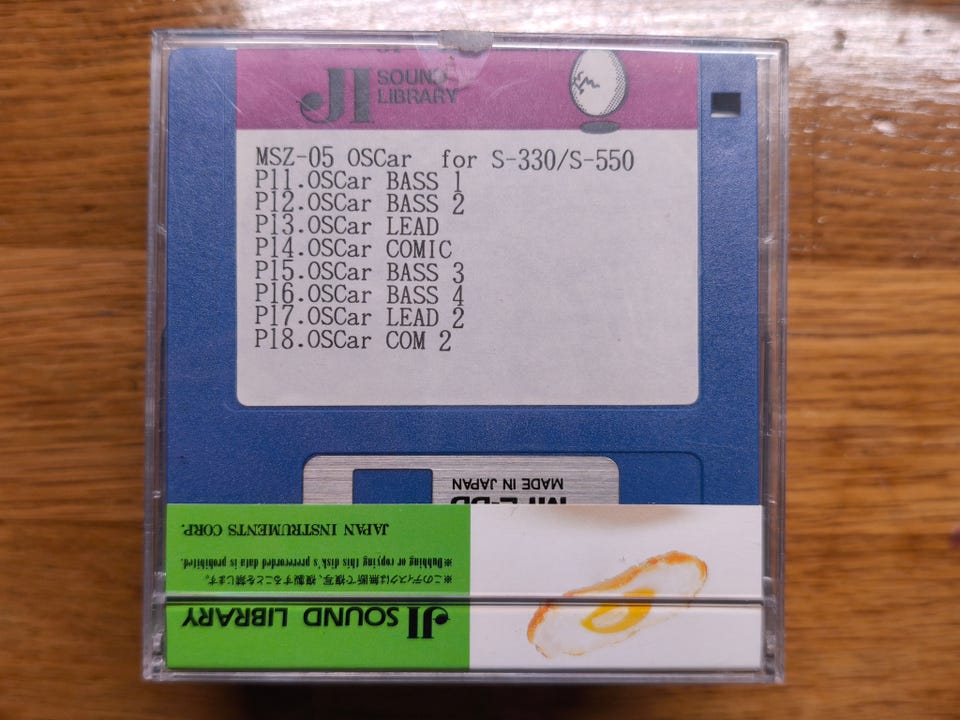 JI SOUND
LIBRARY
MSZ-05 OSCar for S-330/S-550
P11.OSCar BASS 1
P12.OSCar BASS 2
P13.OSCar LEAD
P14.OSCar COMIC
P15.OSCar BASS 3
P16.OSCar BASS 4
P17.OSCar LEAD 2
P18.OSCar COM 2
MADE IN JAPAN
JAPAN INSTRUMENTS CORP.
※Dubbing or copying this disk's prerecorded data is prohibited.
※このディスクは無断で複写、複製することを禁じます。
JI SOUND LIBRARY